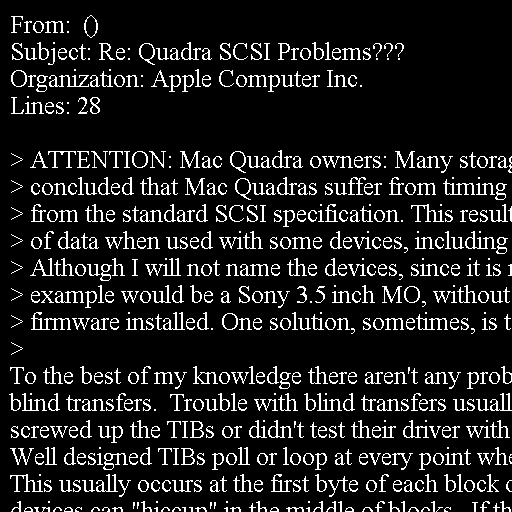 From:  ()
Subject: Re: Quadra SCSI Problems???
Organization: Apple Computer Inc.
Lines: 28

> ATTENTION: Mac Quadra owners: Many
> concluded that Mac Quadras suffer from timing
> from the standard SCSI specification. This
> of data when used with some devices, including
> Although I will not name the devices, since it is
> example would be a Sony 3.5 inch MO, without
> firmware installed. One solution, sometimes, is
>
To the best of my knowledge there aren't any
blind transfers.  Trouble with blind transfers
screwed up the TIBs or didn't test their driver with
Well designed TIBs poll or loop at every point
This usually occurs at the first byte of each block
devices can "hiccup" in the middle of blocks.  If